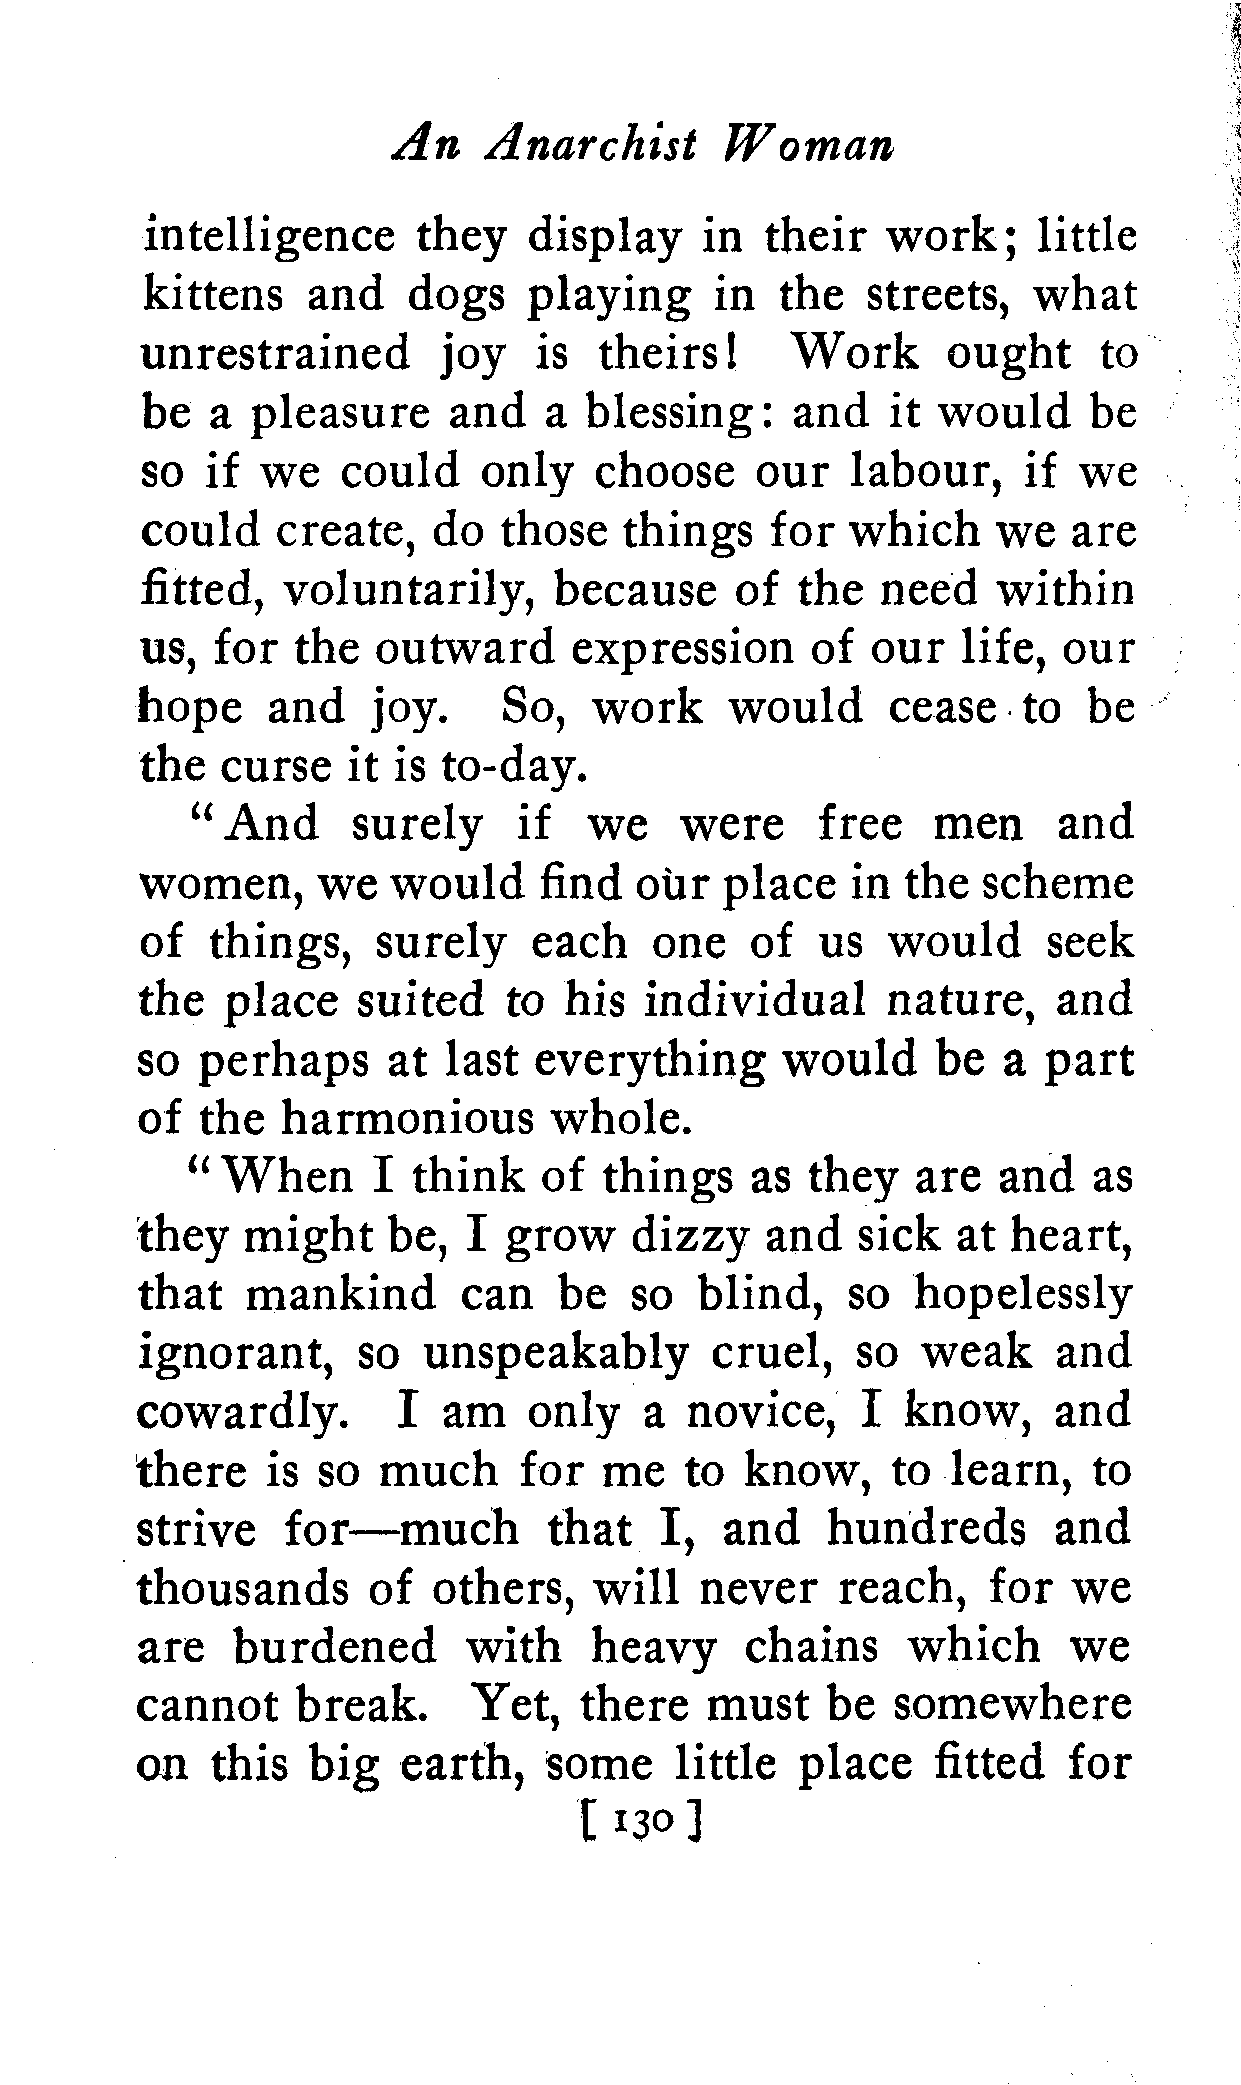 An Anarchist Woman
intelligence they display in their work; little
kittens and dogs playing in the streets, what
unrestrained joy is theirs! Work ought to
be a pleasure and a blessing: and it would be
so if we could only choose our labour, if we
could create, do those things for which we are
fitted, voluntarily, because of the need within
us, for the outward expression of our life, our
hope and joy. So, work would cease to be
the curse it is to-day.
"And surely if we were free men and
women, we would find our place in the scheme
of things, surely each one of us would seek
the place suited to his individual nature, and
so perhaps at last everything would be a part
of the harmonious whole.
"When I think of things as they are and as
they might be, I grow dizzy and sick at heart,
that mankind can be so blind, so hopelessly
ignorant, so unspeakably cruel, so weak and
cowardly. I am only a novice, I know, and
there is so much for me to know, to learn, to
strive for—much that I, and hundreds and
thousands of others, will never reach, for we
are burdened with heavy chains which we
cannot break. Yet, there must be somewhere
on this big earth, some little place fitted for
[ 130 ]